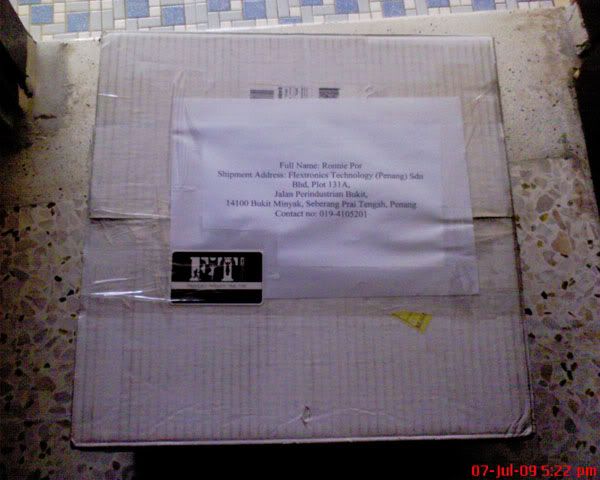 Full Name: Ronnie Por
Shipment Address: Flextronics Technology (Penang) Sdn
Bhd, Plot 131A,
Jalan Perindustrian Bukit,
14100 Bukit Minyak, Seberang Prai Tengah, Penang
Contact no: 019-4105201
07-Jul-09 5:22 pm